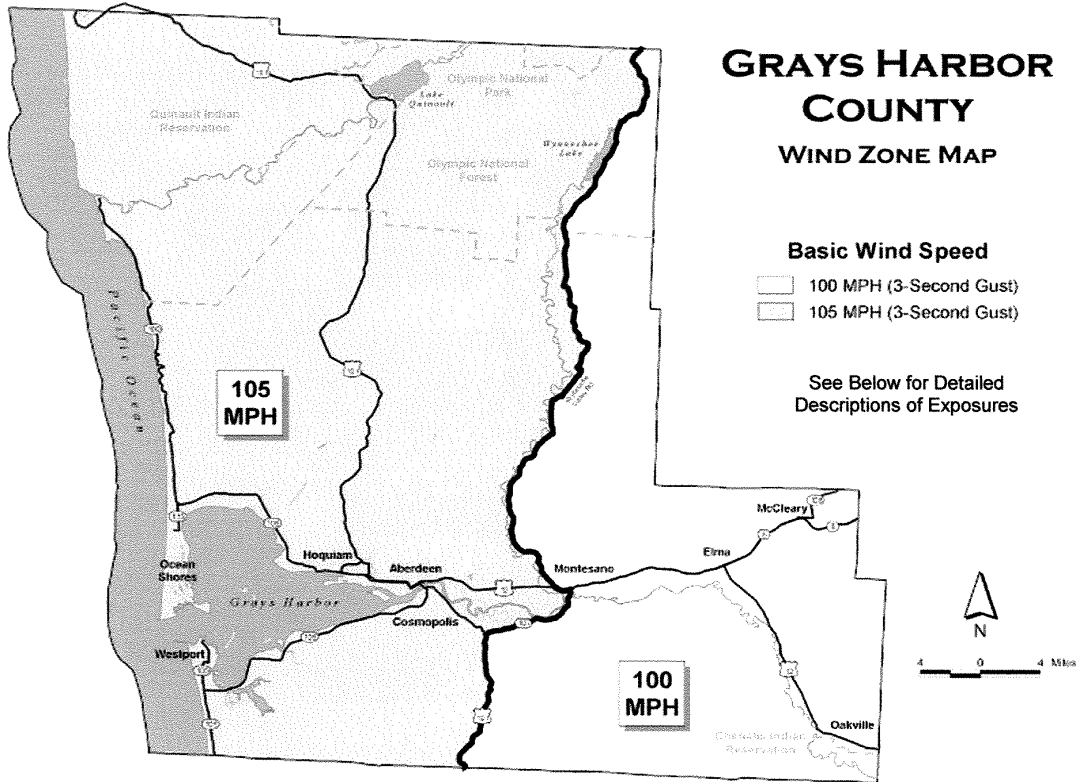 GRAYS HARBOR
COUNTY
WIND ZONE MAP
Basic Wind Speed
100 MPH (3-Second Gust)
105 MPH (3-Second Gust)
See Below for Detailed
Descriptions of Exposures
Olympic National
Park
Lake
Quinault
Quinault Indian
Reservation
Wynoochee
Lake
Olympic National
Forest
Pacific Ocean
105
MPH
McCleary
Hoquiam
Aberdeen
Montesano
Elma
Ocean
Shores
Grays Harbor
Cosmopolis
Westport
100
MPH
Oakville
Chehalis Indian
Reservation
N
4 0 4 Miles